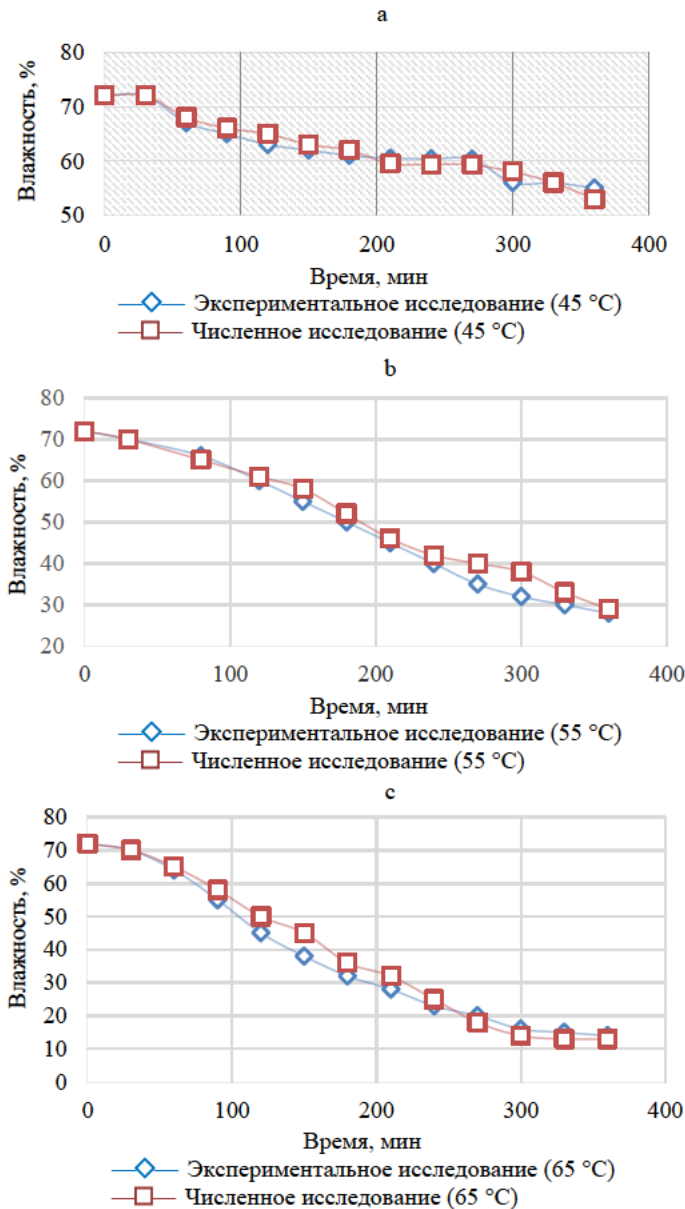 a
Влажность, %
80
70
60
50
0 100 200 300 400
Время, мин
Экспериментальное исследование (45 °C)
Численное исследование (45 °C)
b
Влажность, %
80
70
60
50
40
30
20
0 100 200 300 400
Время, мин
Экспериментальное исследование (55 °C)
Численное исследование (55 °C)
c
Влажность, %
80
70
60
50
40
30
20
10
0
0 100 200 300 400
Время, мин
Экспериментальное исследование (65 °C)
Численное исследование (65 °C)